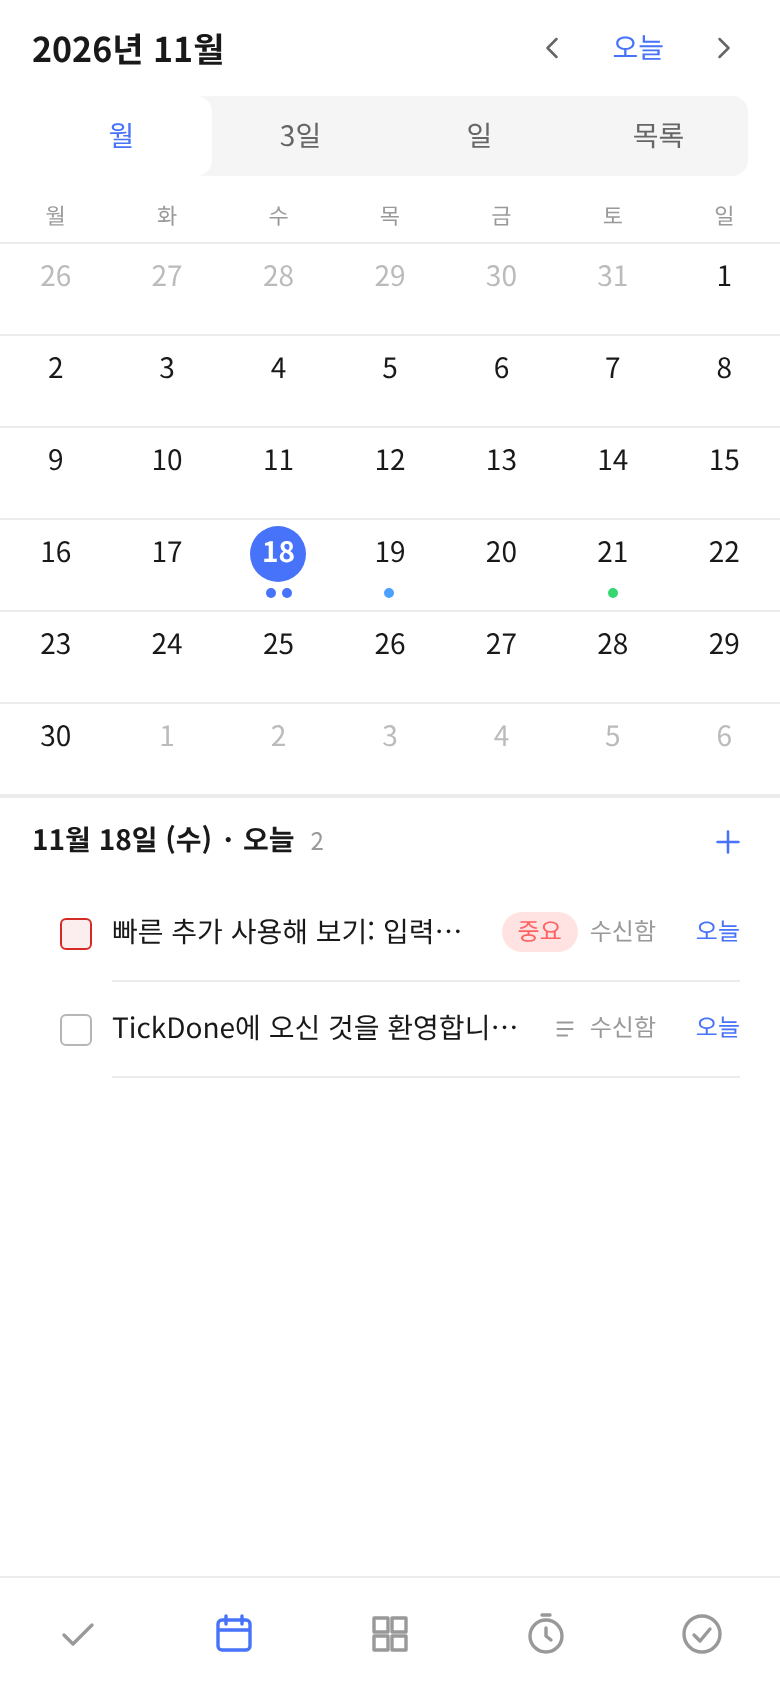 2026년 11월 오늘
월 3일 일 목록
월 화 수 목 금 토 일
26 27 28 29 30 31 1
2 3 4 5 6 7 8
9 10 11 12 13 14 15
16 17 18 19 20 21 22
23 24 25 26 27 28 29
30 1 2 3 4 5 6
11월 18일 (수) · 오늘 2
빠른 추가 사용해 보기: 입력… 중요 수신함 오늘
TickDone에 오신 것을 환영합니… 수신함 오늘